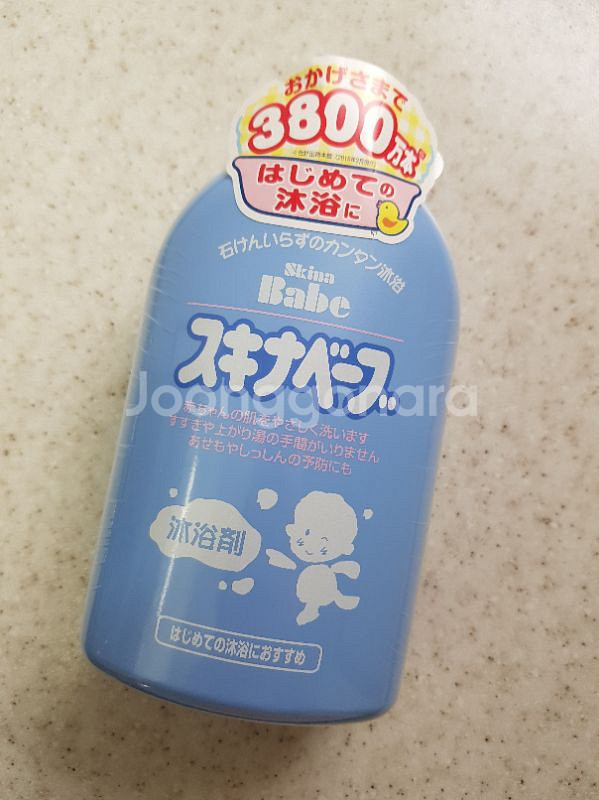 おかげさまで
3800万本
はじめての
沐浴に
石けんいらずのカンタン沐浴
Skina
Babe
スキナベーブ
Joonggonara
赤ちゃんの肌をやさしく洗います
すすぎや上がり湯の手間がいりません
あせもやしっしんの予防にも
沐浴剤
はじめての沐浴におすすめ